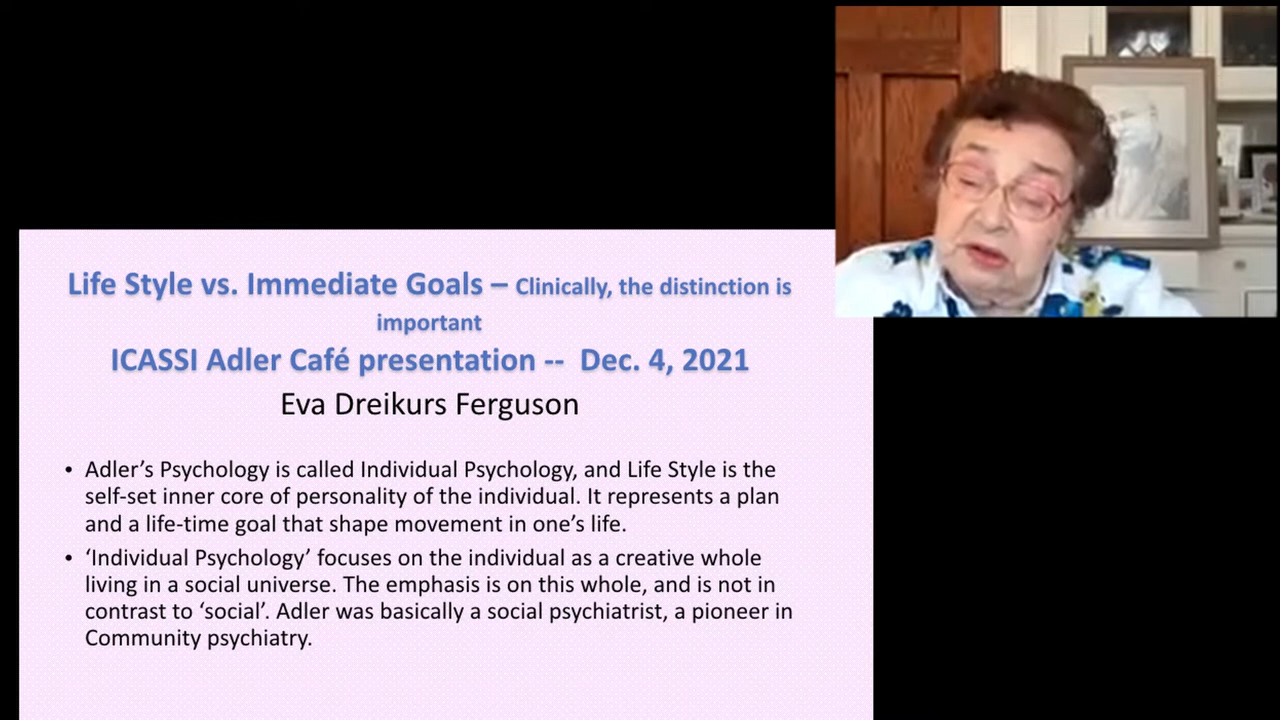 Life Style vs. Immediate Goals – Clinically, the distinction is
important
ICASSI Adler Café presentation --  Dec. 4, 2021
Eva Dreikurs Ferguson
• Adler’s Psychology is called Individual Psychology, and Life Style is the
self-set inner core of personality of the individual. It represents a plan
and a life-time goal that shape movement in one’s life.
• ‘Individual Psychology’ focuses on the individual as a creative whole
living in a social universe. The emphasis is on this whole, and is not in
contrast to ‘social’. Adler was basically a social psychiatrist, a pioneer in
Community psychiatry.